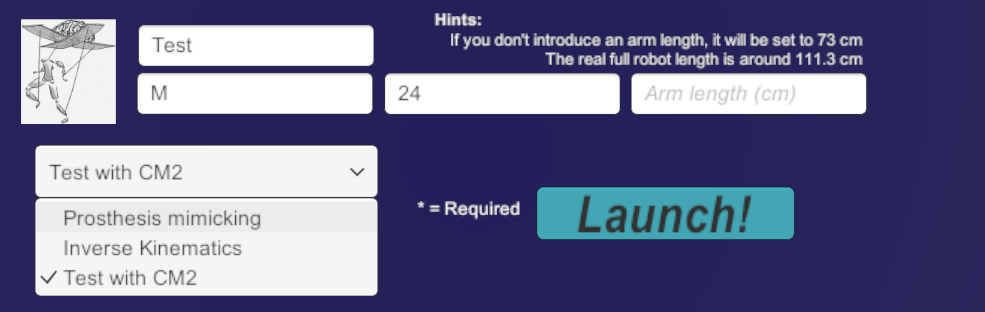 Hints:
If you don't introduce an arm length, it will be set to 73 cm
The real full robot length is around 111.3 cm
Test
M
24
Arm length (cm)
Test with CM2
Prosthesis mimicking
Inverse Kinematics
Test with CM2
* = Required
Launch!